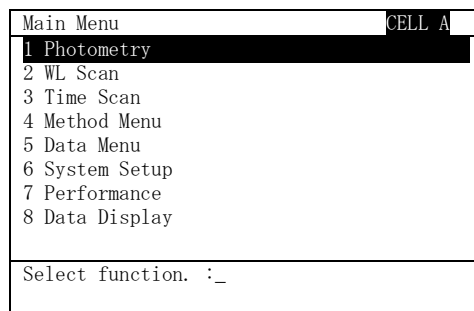 Main Menu CELL A
1 Photometry
2 WL Scan
3 Time Scan
4 Method Menu
5 Data Menu
6 System Setup
7 Performance
8 Data Display
Select function. :_